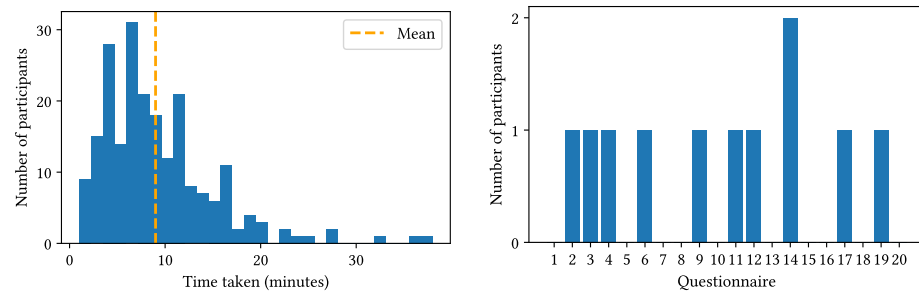 Number of participants
30
20
10
0
Mean
0 10 20 30
Time taken (minutes)
Number of participants
2
1
0
1 2 3 4 5 6 7 8 9 10 11 12 13 14 15 16 17 18 19 20
Questionnaire